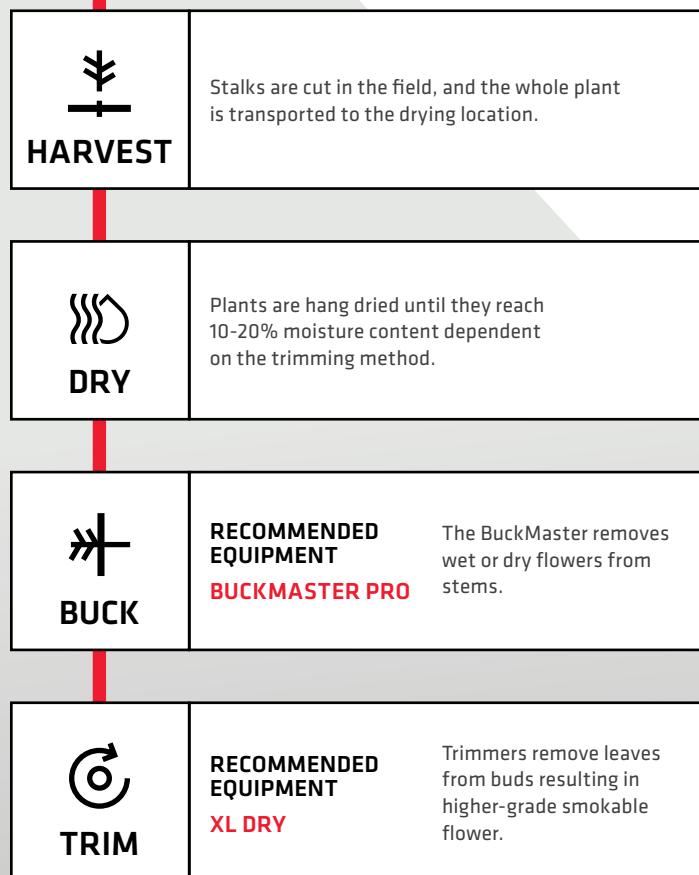 HARVEST
Stalks are cut in the field, and the whole plant
is transported to the drying location.
DRY
Plants are hang dried until they reach
10-20% moisture content dependent
on the trimming method.
BUCK
RECOMMENDED
EQUIPMENT
BUCKMASTER PRO
The BuckMaster removes
wet or dry flowers from
stems.
TRIM
RECOMMENDED
EQUIPMENT
XL DRY
Trimmers remove leaves
from buds resulting in
higher-grade smokable
flower.